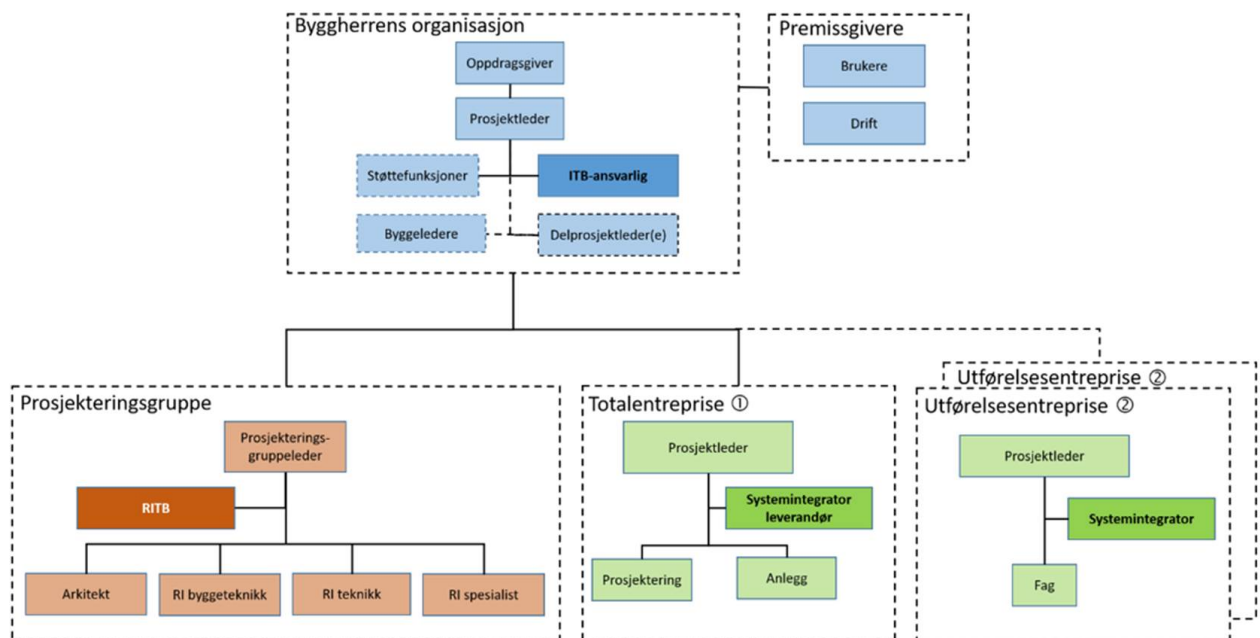 Byggherrens organisasjon
Oppdragsgiver
Prosjektleder
Støttefunksjoner
ITB-ansvarlig
Byggeledere
Delprosjektleder(e)
Premissgivere
Brukere
Drift
Prosjekteringsgruppe
Prosjekterings-
gruppeleder
RITB
Arkitekt
RI byggeteknikk
RI teknikk
RI spesialist
Totalentreprise ①
Prosjektleder
Systemintegrator
leverandør
Prosjektering
Anlegg
Utførelsesentreprise ②
Utførelsesentreprise ②
Prosjektleder
Systemintegrator
Fag